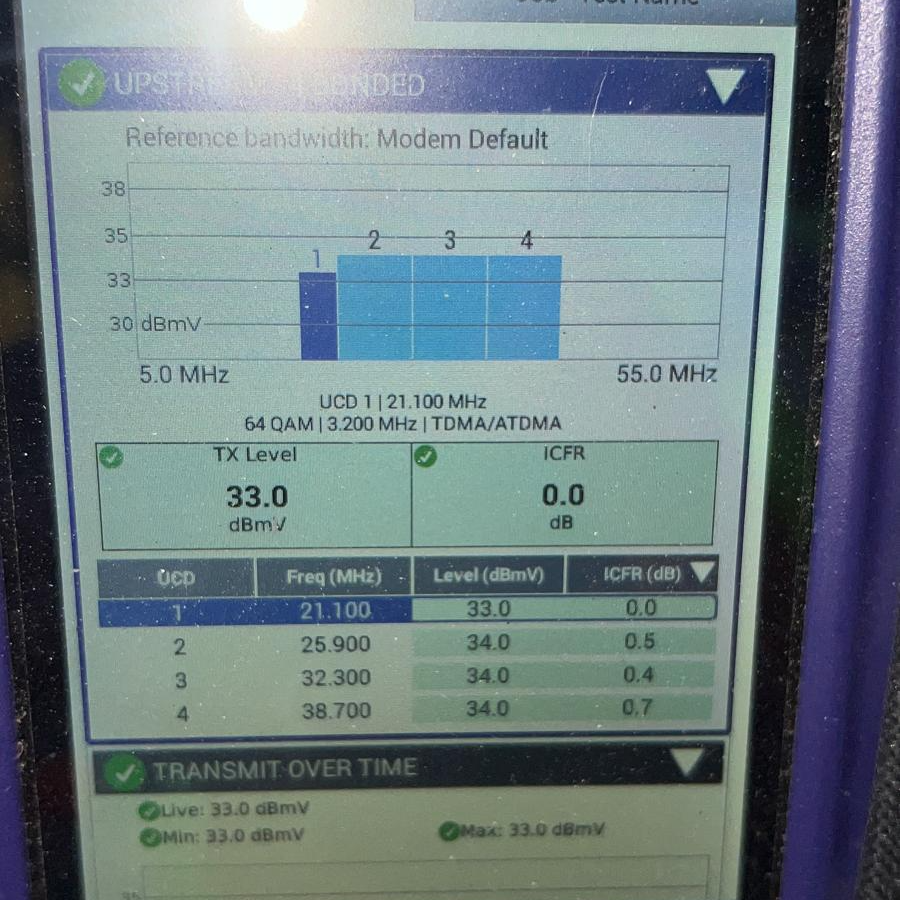 Test Name
UPSTREAM BONDED
Reference bandwidth: Modem Default
38
35
33
30 dBmV
1
2
3
4
5.0 MHz
55.0 MHz
UCD 1 | 21.100 MHz
64 QAM | 3.200 MHz | TDMA/ATDMA
TX Level
33.0
dBmV
ICFR
0.0
dB
UCD Freq (MHz) Level (dBmV) ICFR (dB)
1 21.100 33.0 0.0
2 25.900 34.0 0.5
3 32.300 34.0 0.4
4 38.700 34.0 0.7
TRANSMIT OVER TIME
Live: 33.0 dBmV
Min: 33.0 dBmV Max: 33.0 dBmV